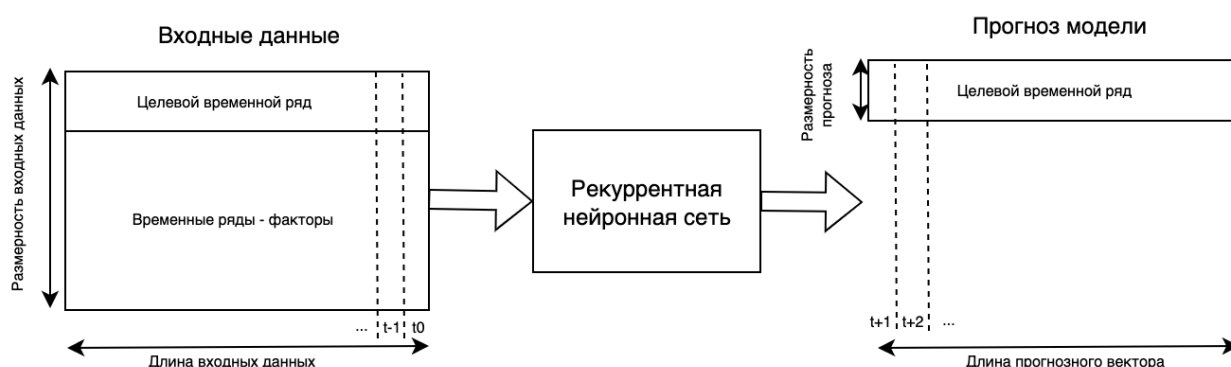 Входные данные
Размерность входных данных
Целевой временной ряд
Временные ряды - факторы
... t-1 t0
Длина входных данных
Рекуррентная
нейронная сеть
Прогноз модели
Размерность
прогноза
Целевой временной ряд
t+1 t+2 ...
Длина прогнозного вектора